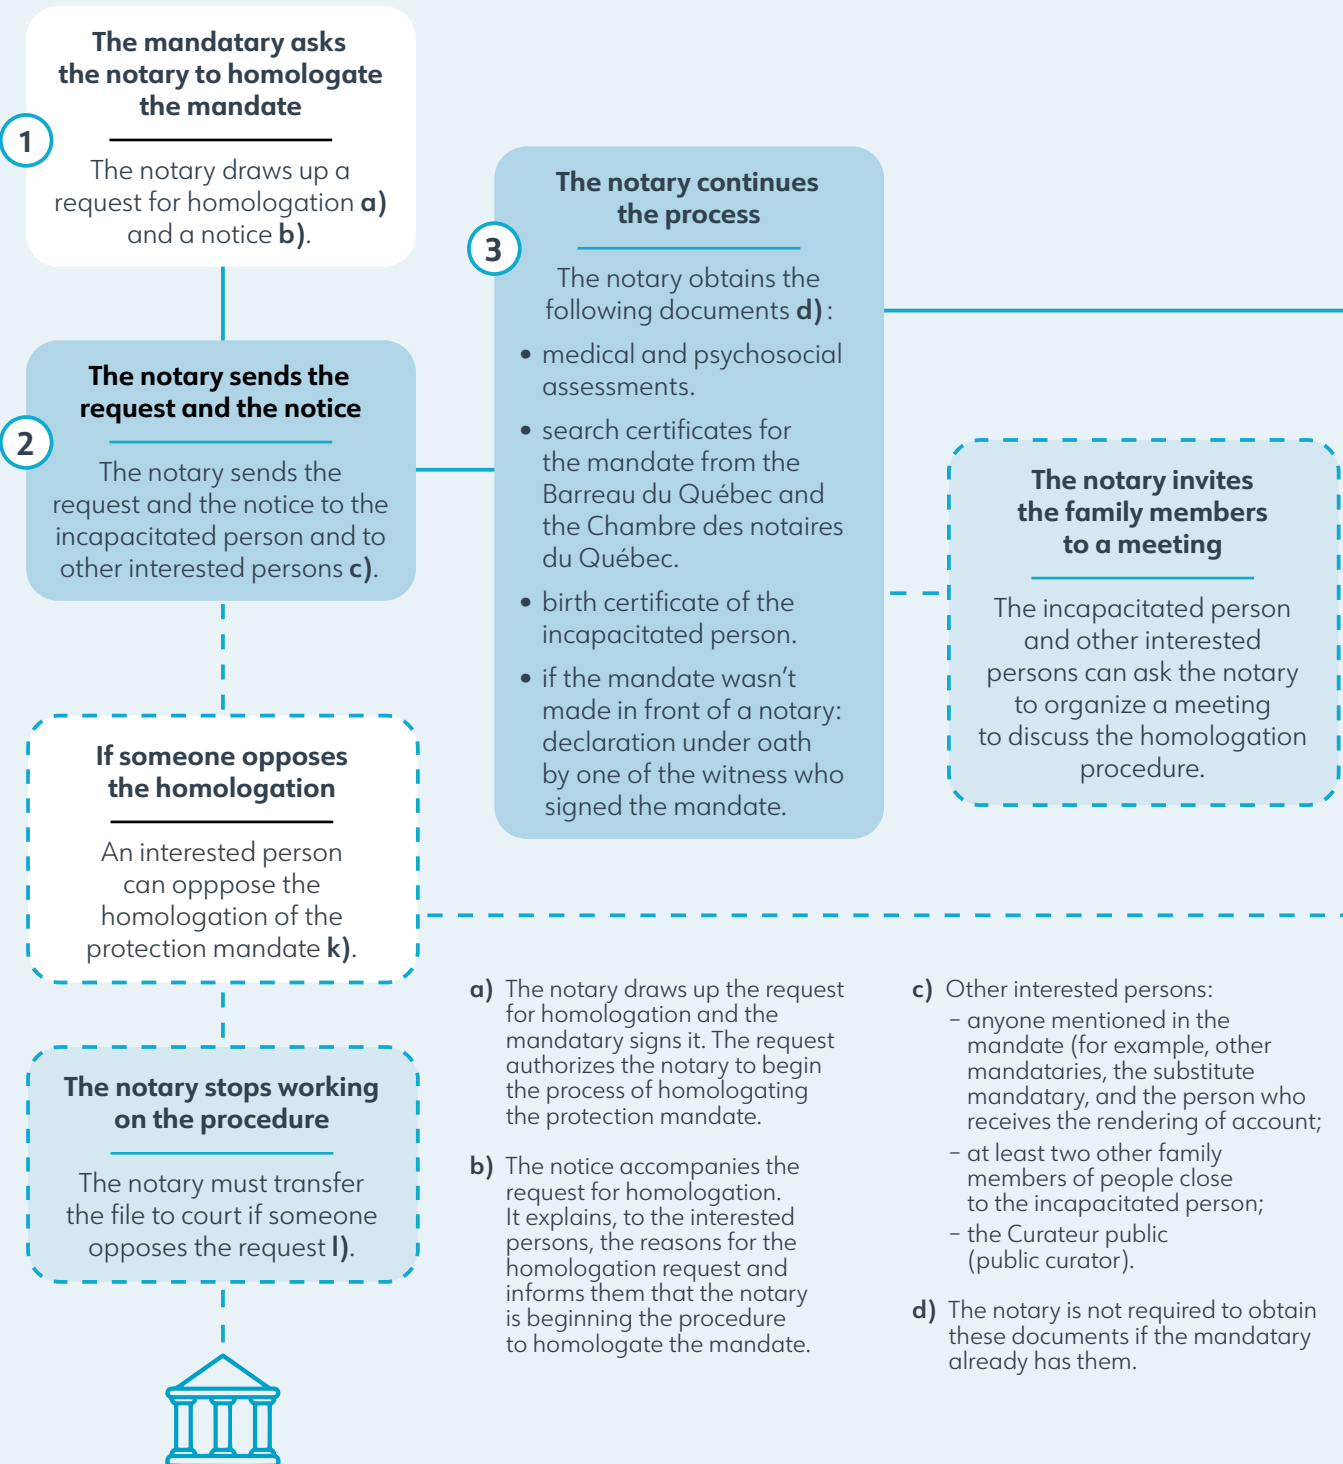 The mandatary asks
the notary to homologate
the mandate
1
The notary draws up a
request for homologation a)
and a notice b).
The notary sends the
request and the notice
2
The notary sends the
request and the notice to the
incapacitated person and to
other interested persons c).
If someone opposes
the homologation
An interested person
can opppose the
homologation of the
protection mandate k).
The notary stops working
on the procedure
The notary must transfer
the file to court if someone
opposes the request l).
The notary continues
the process
3
The notary obtains the
following documents d) :
• medical and psychosocial
assessments.
• search certificates for
the mandate from the
Barreau du Québec and
the Chambre des notaires
du Québec.
• birth certificate of the
incapacitated person.
• if the mandate wasn't
made in front of a notary:
declaration under oath
by one of the witness who
signed the mandate.
The notary invites
the family members
to a meeting
The incapacitated person
and other interested
persons can ask the notary
to organize a meeting
to discuss the homologation
procedure.
a) The notary draws up the request
for homologation and the
mandatary signs it. The request
authorizes the notary to begin
the process of homologating
the protection mandate.
b) The notice accompanies the
request for homologation.
It explains, to the interested
persons, the reasons for the
homologation request and
informs them that the notary
is beginning the procedure
to homologate the mandate.
c) Other interested persons:
– anyone mentioned in the
mandate (for example, other
mandataries, the substitute
mandatary, and the person who
receives the rendering of account;
– at least two other family
members of people close
to the incapacitated person;
– the Curateur public
(public curator).
d) The notary is not required to obtain
these documents if the mandatary
already has them.